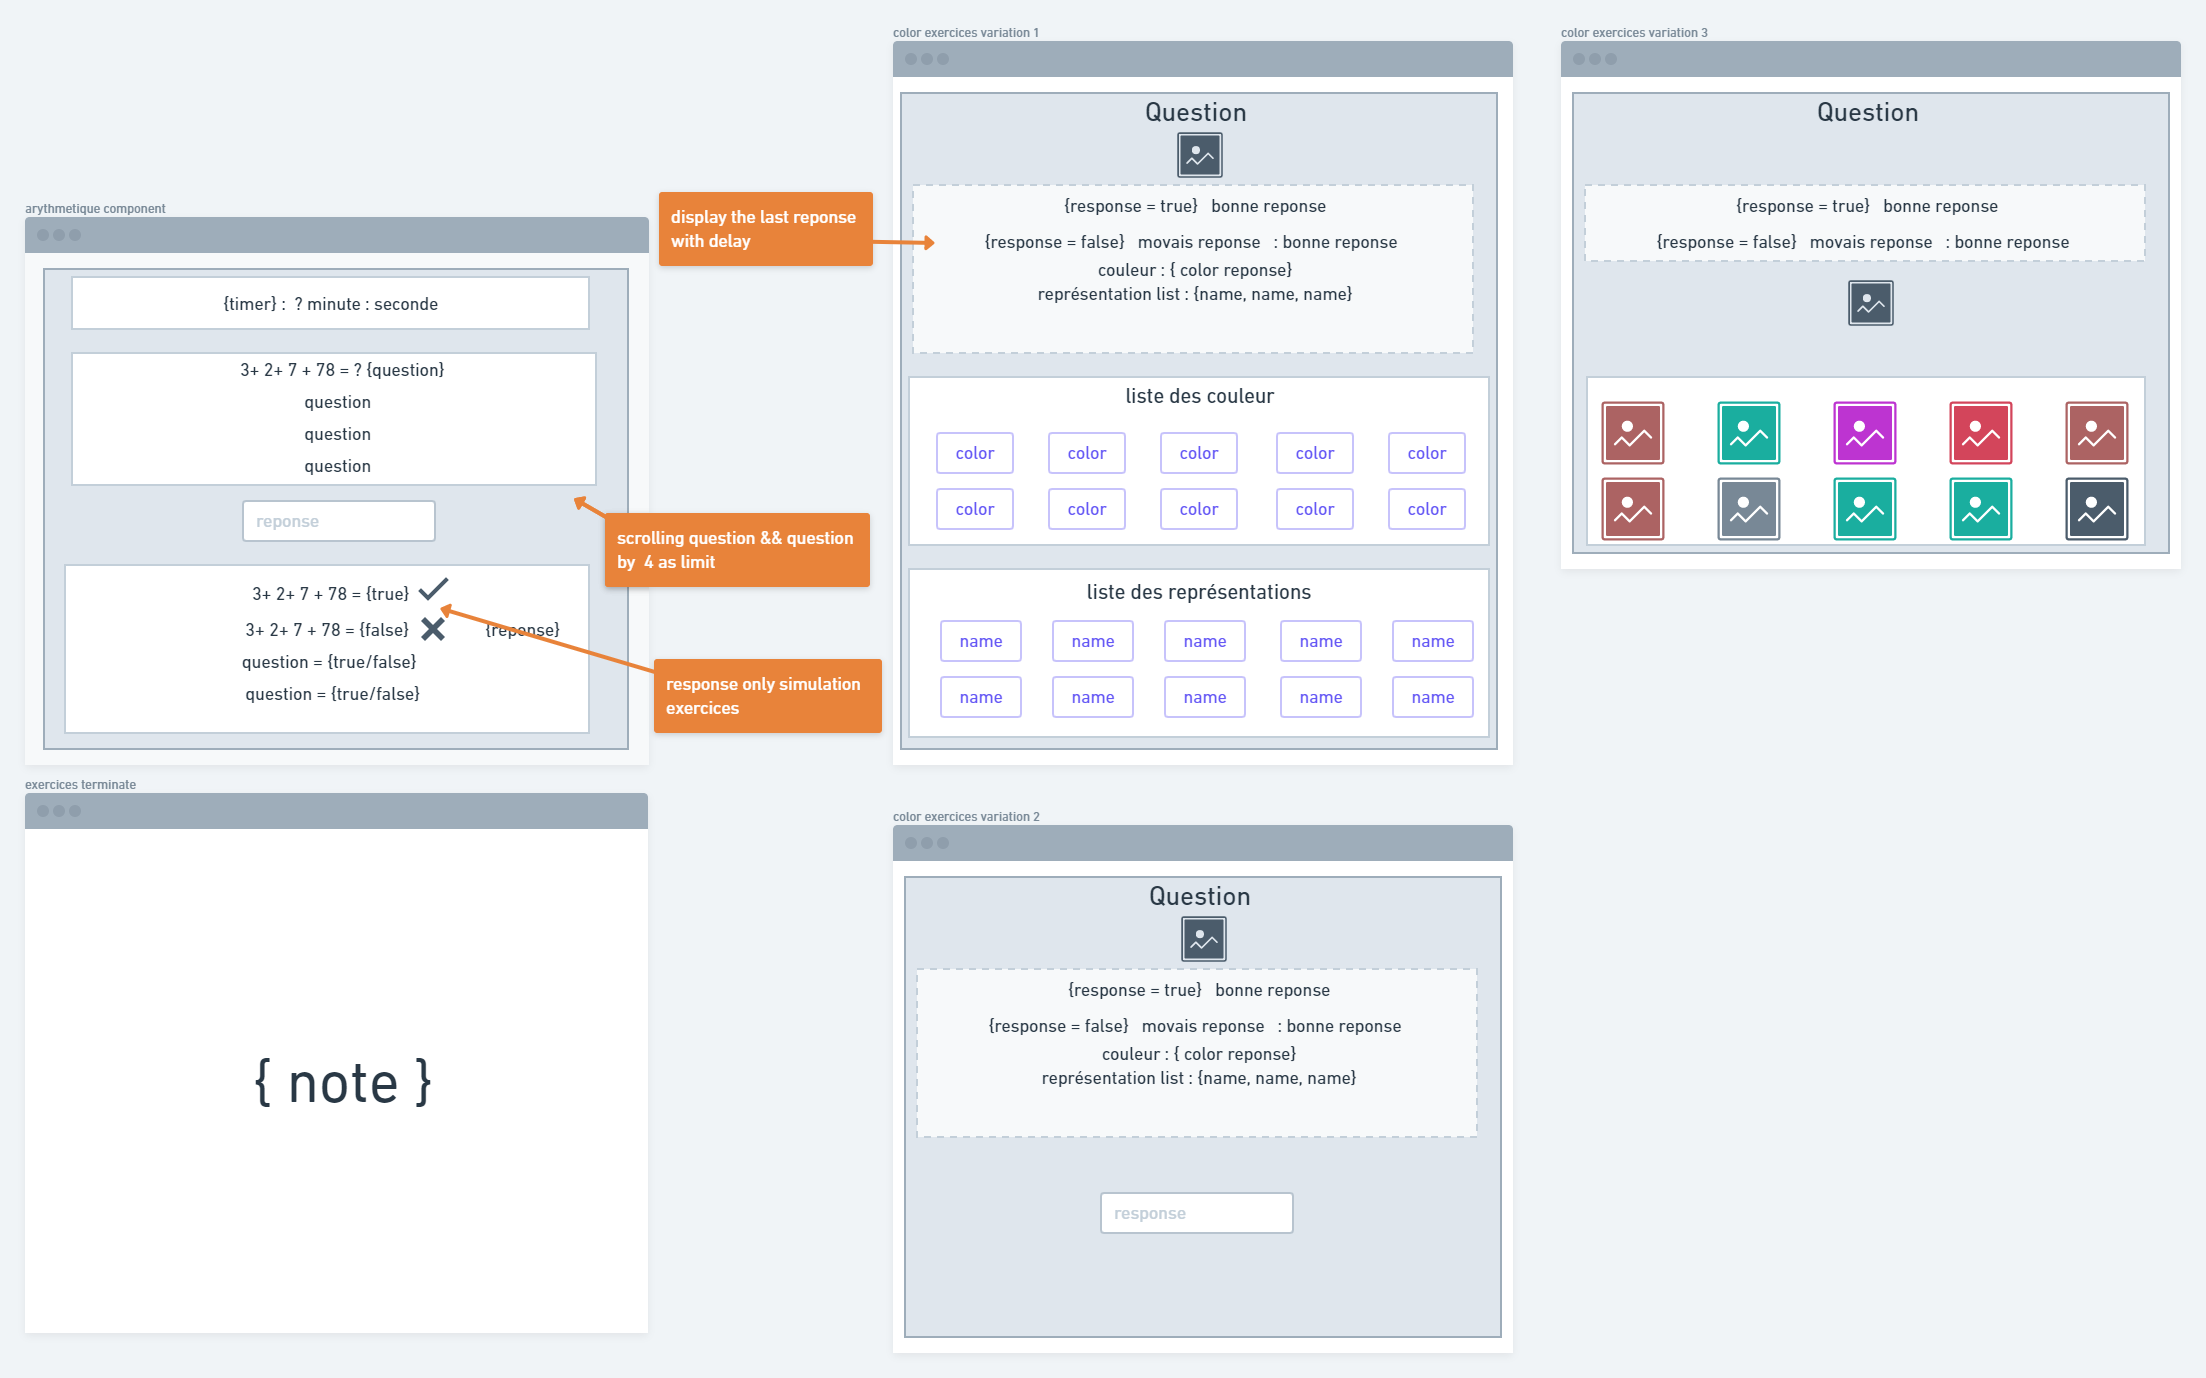 arythmetique component
{timer} :  ? minute : seconde
3+ 2+ 7 + 78 = ? {question}
question
question
question
reponse
3+ 2+ 7 + 78 = {true}
3+ 2+ 7 + 78 = {false} {reponse}
question = {true/false}
question = {true/false}
display the last reponse
with delay
scrolling question && question
by  4 as limit
response only simulation
exercices
exercices terminate
{ note }
color exercices variation 1
Question
{response = true}   bonne reponse
{response = false}   movais reponse   : bonne reponse
couleur : { color reponse}
représentation list : {name, name, name}
liste des couleur
color color color color color
color color color color color
liste des représentations
name name name name name
name name name name name
color exercices variation 2
Question
{response = true}   bonne reponse
{response = false}   movais reponse   : bonne reponse
couleur : { color reponse}
représentation list : {name, name, name}
response
color exercices variation 3
Question
{response = true}   bonne reponse
{response = false}   movais reponse   : bonne reponse